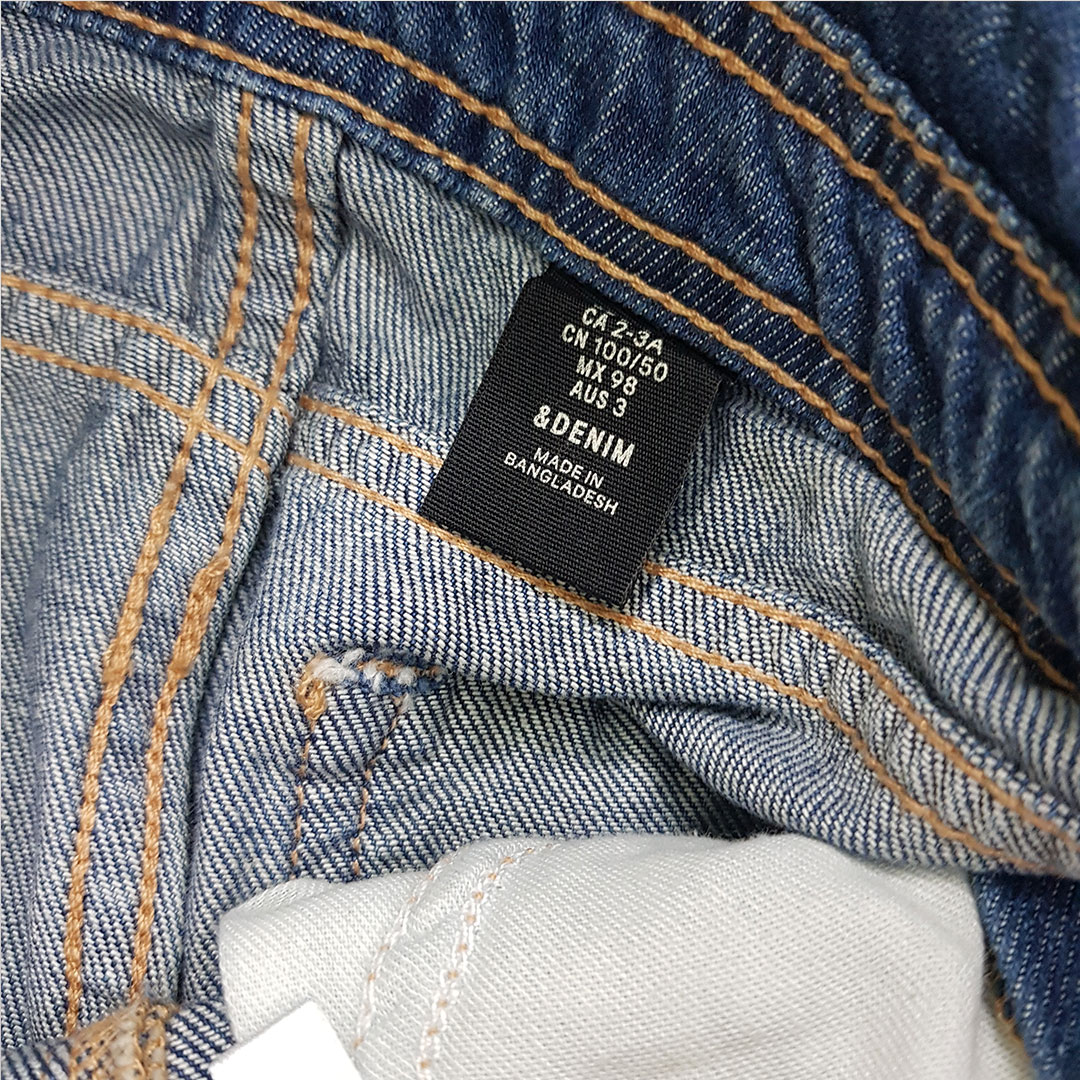 CA 2-3A
CN 100/50
MX 98
AUS 3
&DENIM
MADE IN
BANGLADESH